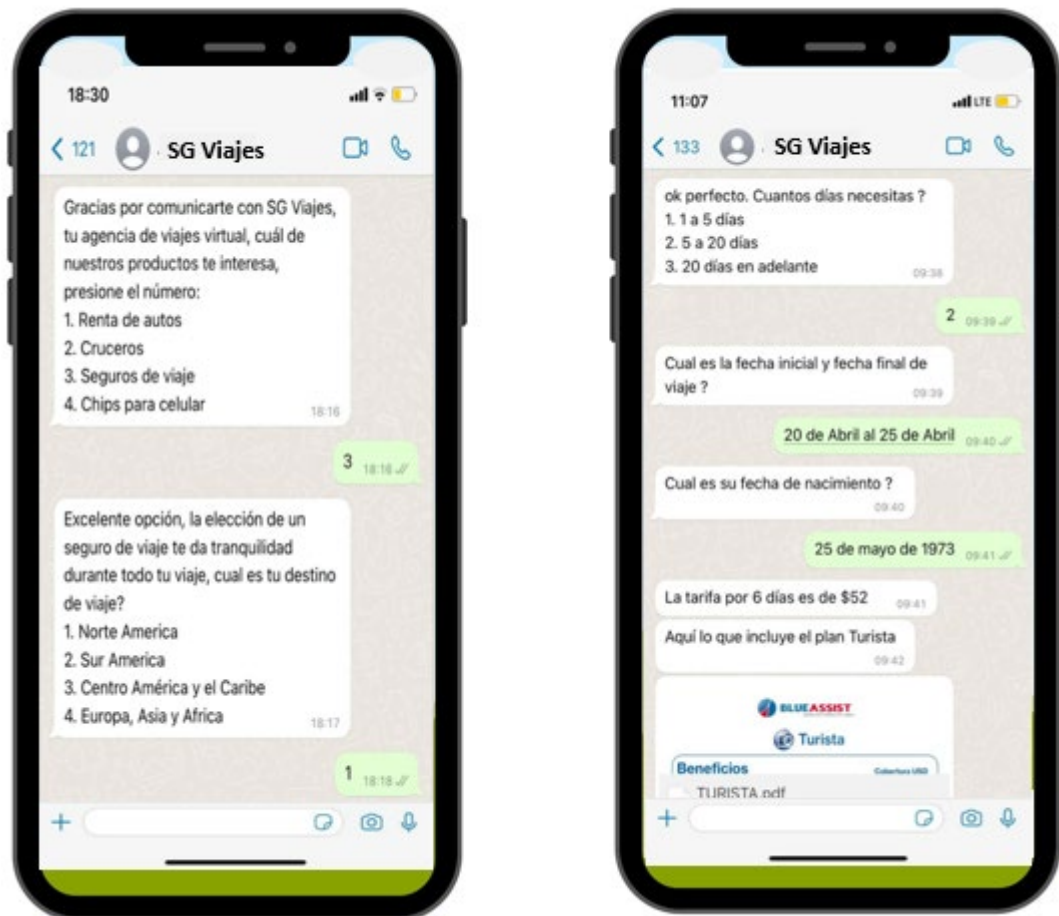 18:30
121
SG Viajes
Gracias por comunicarte con SG Viajes,
tu agencia de viajes virtual, cuál de
nuestros productos te interesa,
presione el número:
1. Renta de autos
2. Cruceros
3. Seguros de viaje
4. Chips para celular
18:16
3 18:16
Excelente opción, la elección de un
seguro de viaje te da tranquilidad
durante todo tu viaje, cual es tu destino
de viaje?
1. Norte America
2. Sur America
3. Centro América y el Caribe
4. Europa, Asia y Africa
18:17
1 18:18
11:07
LTE
133
SG Viajes
ok perfecto. Cuantos días necesitas ?
1. 1 a 5 días
2. 5 a 20 días
3. 20 días en adelante
09:38
2 09:39
Cual es la fecha inicial y fecha final de
viaje ?
09:39
20 de Abril al 25 de Abril 09:40
Cual es su fecha de nacimiento ?
09:40
25 de mayo de 1973 09:41
La tarifa por 6 días es de $52 09:41
Aquí lo que incluye el plan Turista
09:42
BLUEASSIST
Turista
Beneficios Cobertura USD
TURISTA.pdf